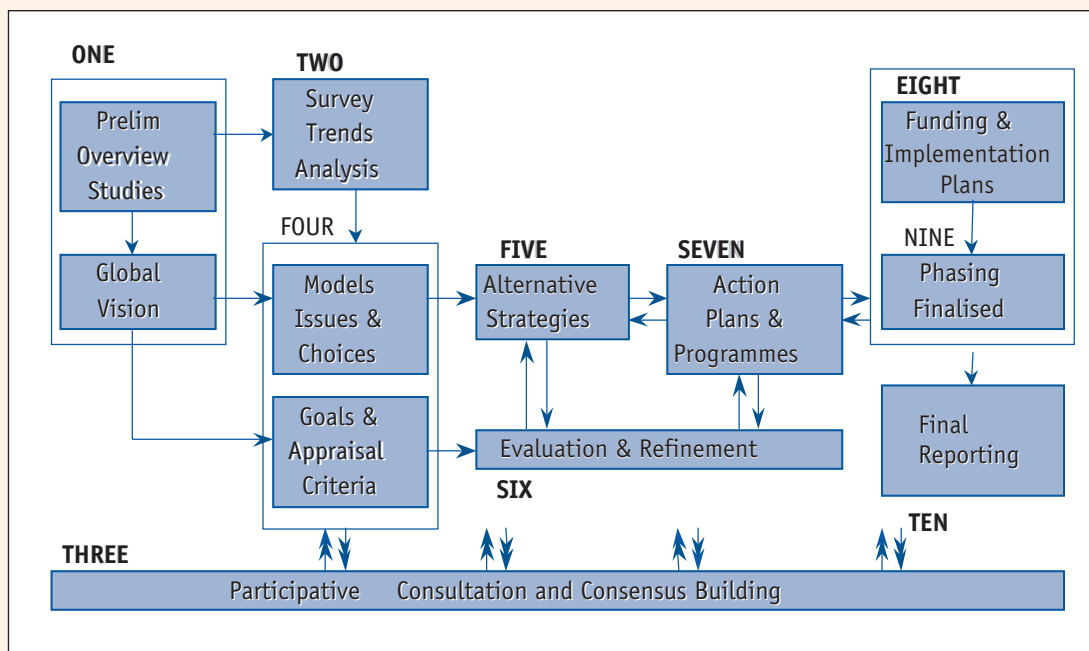 ONE
Prelim
Overview
Studies
Global
Vision
TWO
Survey
Trends
Analysis
THREE
Participative Consultation and Consensus Building
FOUR
Models
Issues &
Choices
Goals &
Appraisal
Criteria
FIVE
Alternative
Strategies
SIX
Evaluation & Refinement
SEVEN
Action
Plans &
Programmes
EIGHT
Funding &
Implementation
Plans
NINE
Phasing
Finalised
Final
Reporting
TEN